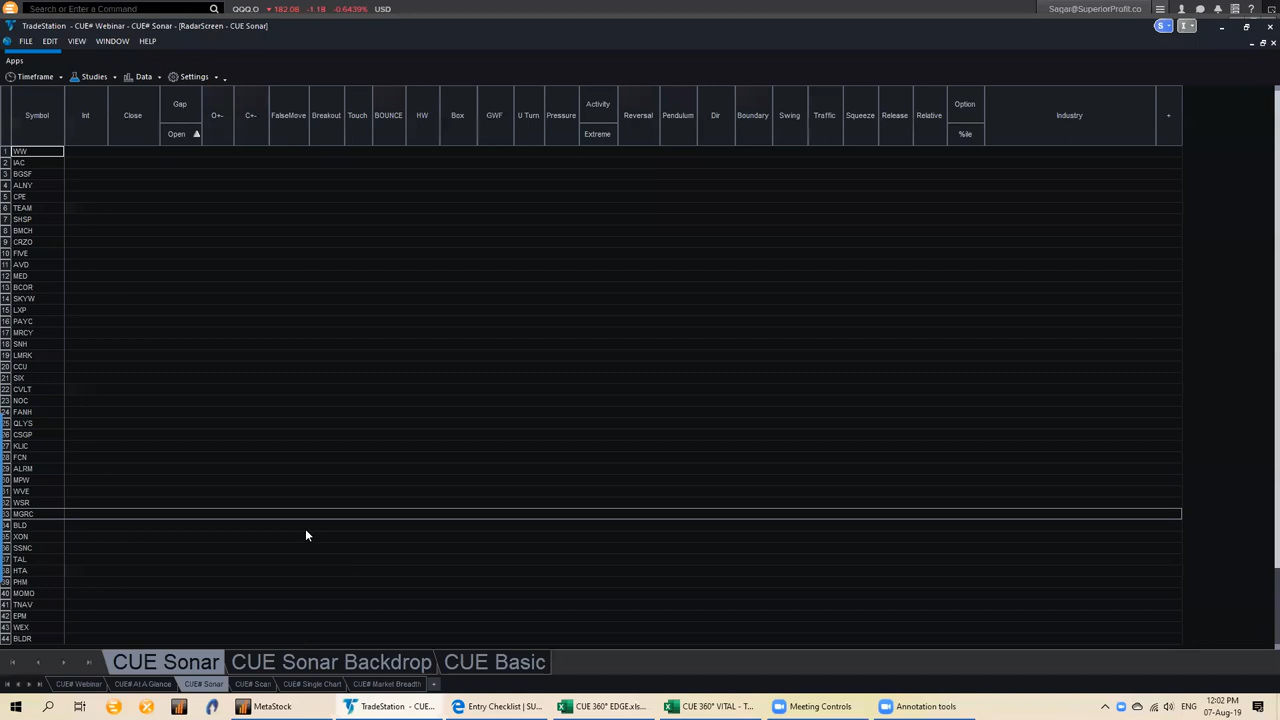 Search or Enter a Command
QQQ.O 182.08 -1.18 -0.6439% USD
Sagar@SuperiorProfit.co
TradeStation - CUE# Webinar - CUE# Sonar - [RadarScreen - CUE Sonar]
S
I
FILE EDIT VIEW WINDOW HELP
Apps
Timeframe Studies Data Settings
Symbol Int Close Gap Open O+- C+- FalseMove Breakout Touch BOUNCE HW Box GWF U Turn Pressure Activity Extreme Reversal Pendulum Dir Boundary Swing Traffic Squeeze Release Relative Option %ile Industry +
1 WW
2 IAC
3 BGSF
4 ALNY
5 CPE
6 TEAM
7 SHSP
8 BMCH
9 CRZO
10 FIVE
11 AVD
12 MED
13 BCOR
14 SKYW
15 LXP
16 PAYC
17 MRCY
18 SNH
19 LMRK
20 CCU
21 SIX
22 CVLT
23 NOC
24 FANH
25 QLYS
26 CSGP
27 KLIC
28 FCN
29 ALRM
30 MPW
31 WVE
32 WSR
33 MGRC
34 BLD
35 XON
36 SSNC
37 TAL
38 HTA
39 PHM
40 MOMO
41 TNAV
42 EPM
43 WEX
44 BLDR
CUE Sonar CUE Sonar Backdrop CUE Basic
CUE# Webinar CUE# At A Glance CUE# Sonar CUE# Scan CUE# Single Chart CUE# Market Breadth +
MetaStock TradeStation - CUE... Entry Checklist | SU... CUE 360° EDGE.xls... CUE 360° VITAL - T... Meeting Controls Annotation tools
12:02 PM
07-Aug-19